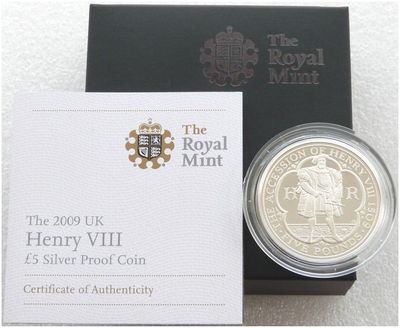 The
Royal
Mint
The
Royal
Mint
The 2009 UK
Henry VIII
£5 Silver Proof Coin
Certificate of Authenticity
THE ACCESSION OF HENRY VIII 1509
H R
FIVE POUNDS